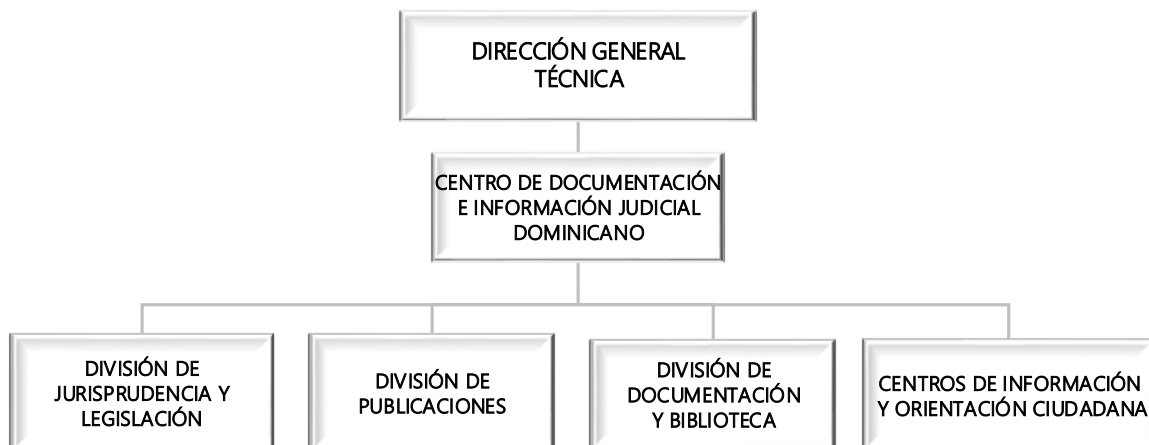 DIRECCIÓN GENERAL
TÉCNICA
CENTRO DE DOCUMENTACIÓN
E INFORMACIÓN JUDICIAL
DOMINICANO
DIVISIÓN DE
JURISPRUDENCIA Y
LEGISLACIÓN
DIVISIÓN DE
PUBLICACIONES
DIVISIÓN DE
DOCUMENTACIÓN
Y BIBLIOTECA
CENTROS DE INFORMACIÓN
Y ORIENTACIÓN CIUDADANA